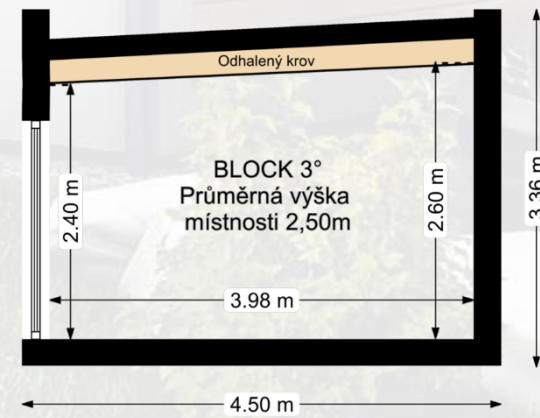 Odhalený krov
BLOCK 3°
Průměrná výška
místnosti 2,50m
2.40 m
2.60 m
3.36 m
3.98 m
4.50 m